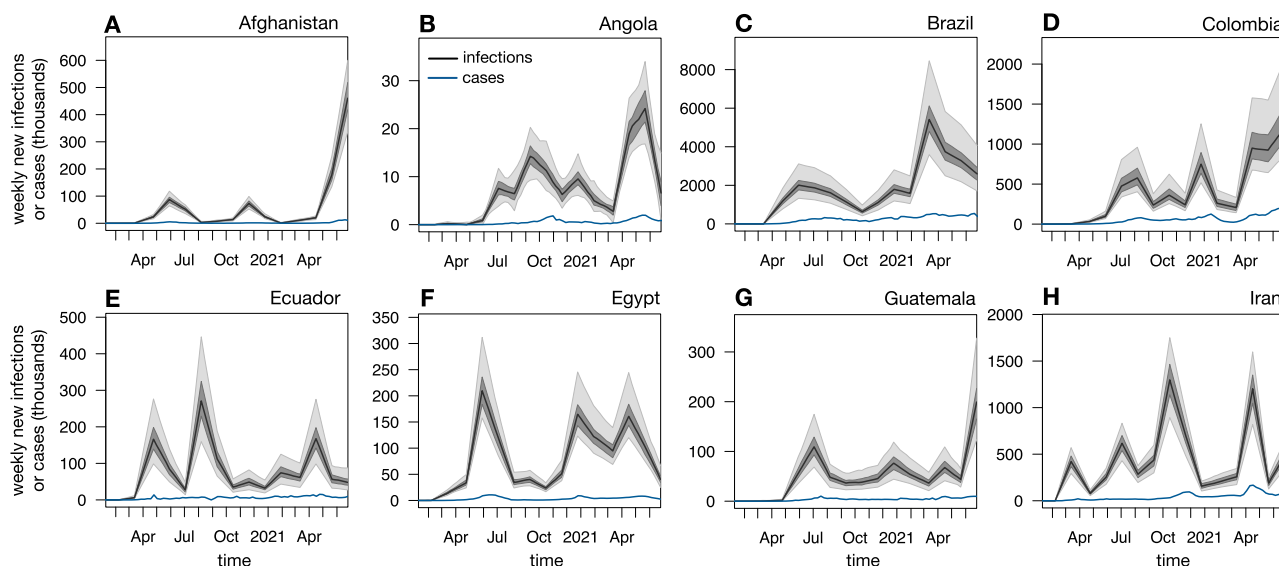 A Afghanistan
B Angola
C Brazil
D Colombia
weekly new infections
or cases (thousands)
600
500
400
300
200
100
0
30
20
10
0
infections
cases
8000
6000
4000
2000
0
2000
1500
1000
500
0
Apr Jul Oct 2021 Apr
Apr Jul Oct 2021 Apr
Apr Jul Oct 2021 Apr
Apr Jul Oct 2021 Apr
E Ecuador
F Egypt
G Guatemala
H Iran
weekly new infections
or cases (thousands)
500
400
300
200
100
0
350
300
250
200
150
100
50
0
300
200
100
0
2000
1500
1000
500
0
Apr Jul Oct 2021 Apr
Apr Jul Oct 2021 Apr
Apr Jul Oct 2021 Apr
Apr Jul Oct 2021 Apr
time
time
time
time